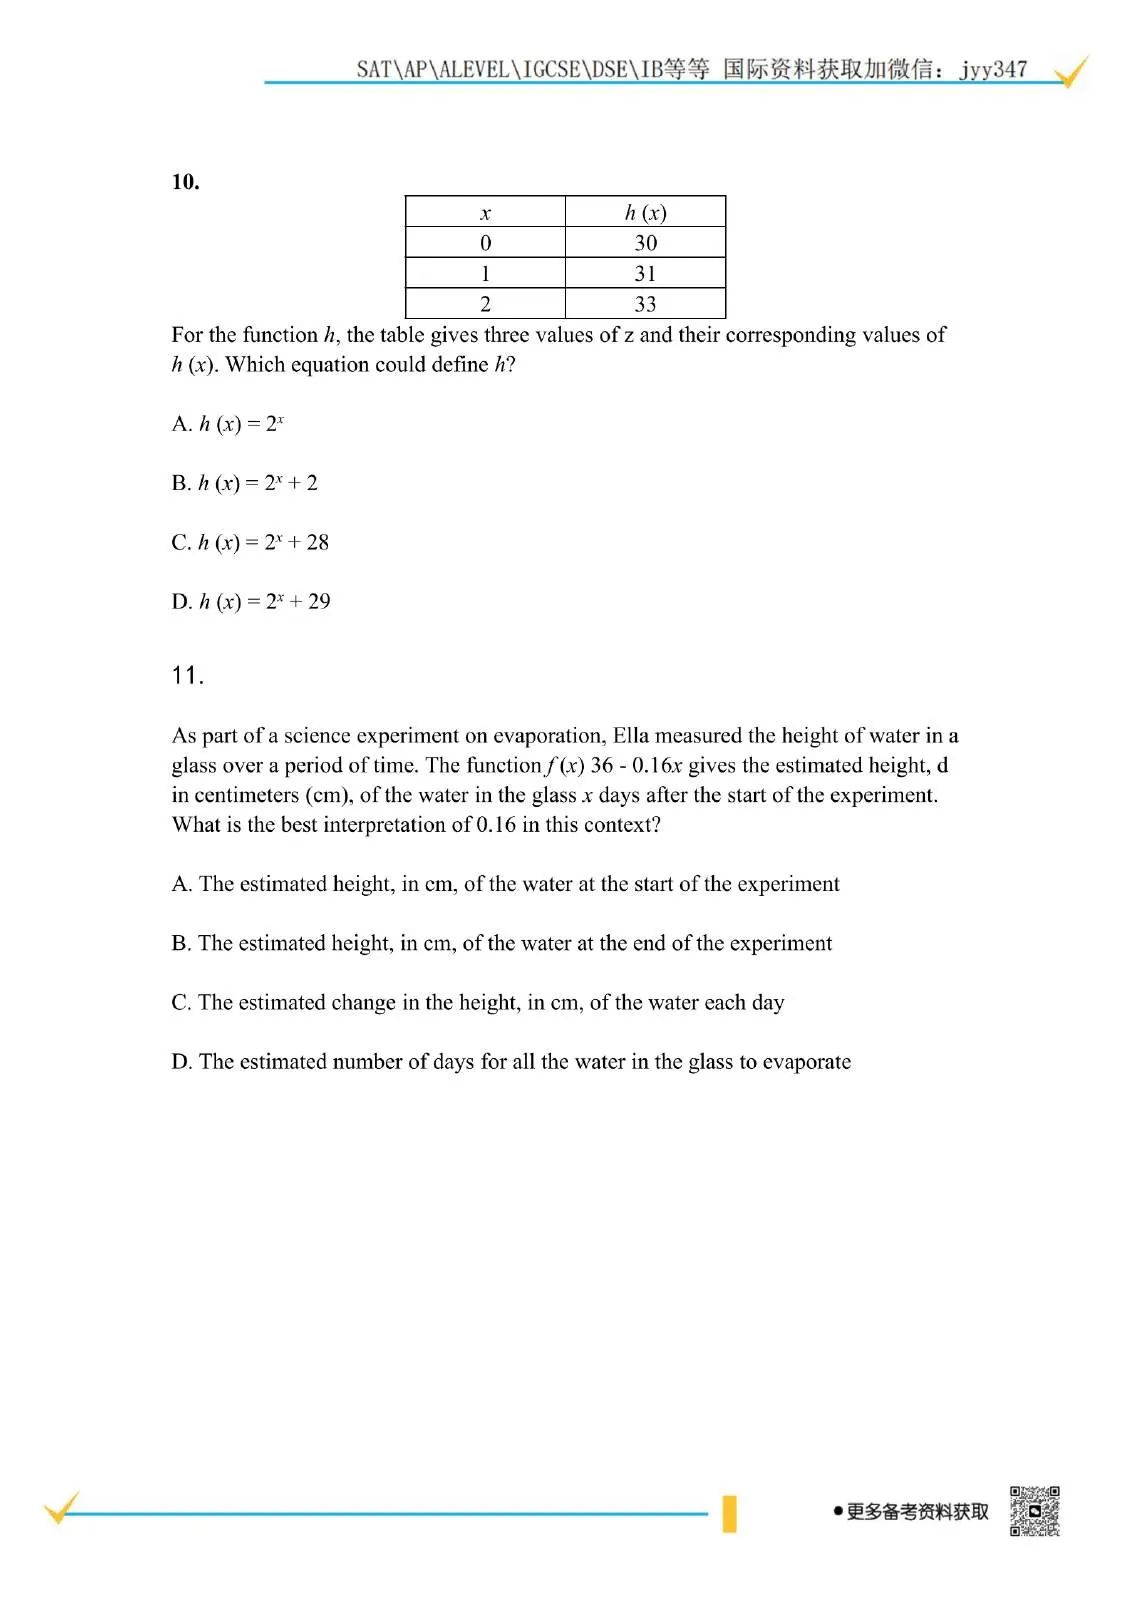 SAT\AP\ALEVEL\IGCSE\DSE\IB等等 国际资料获取加微信：jyy347
10.
x h (x)
0 30
1 31
2 33
For the function h, the table gives three values of z and their corresponding values of
h (x). Which equation could define h?
A. h (x) = 2ˣ
B. h (x) = 2ˣ + 2
C. h (x) = 2ˣ + 28
D. h (x) = 2ˣ + 29
11.
As part of a science experiment on evaporation, Ella measured the height of water in a
glass over a period of time. The function f (x) 36 - 0.16x gives the estimated height, d
in centimeters (cm), of the water in the glass x days after the start of the experiment.
What is the best interpretation of 0.16 in this context?
A. The estimated height, in cm, of the water at the start of the experiment
B. The estimated height, in cm, of the water at the end of the experiment
C. The estimated change in the height, in cm, of the water each day
D. The estimated number of days for all the water in the glass to evaporate
●更多备考资料获取